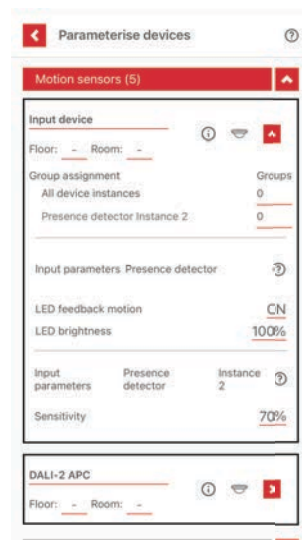 Parameterise devices
Motion sensors (5)
Input device
Floor: - Room: -
Group assignment Groups
All device instances 0
Presence detector Instance 2 0
Input parameters Presence detector
LED feedback motion ON
LED brightness 100%
Input parameters Presence detector Instance 2
Sensitivity 70%
DALI-2 APC
Floor: - Room: -